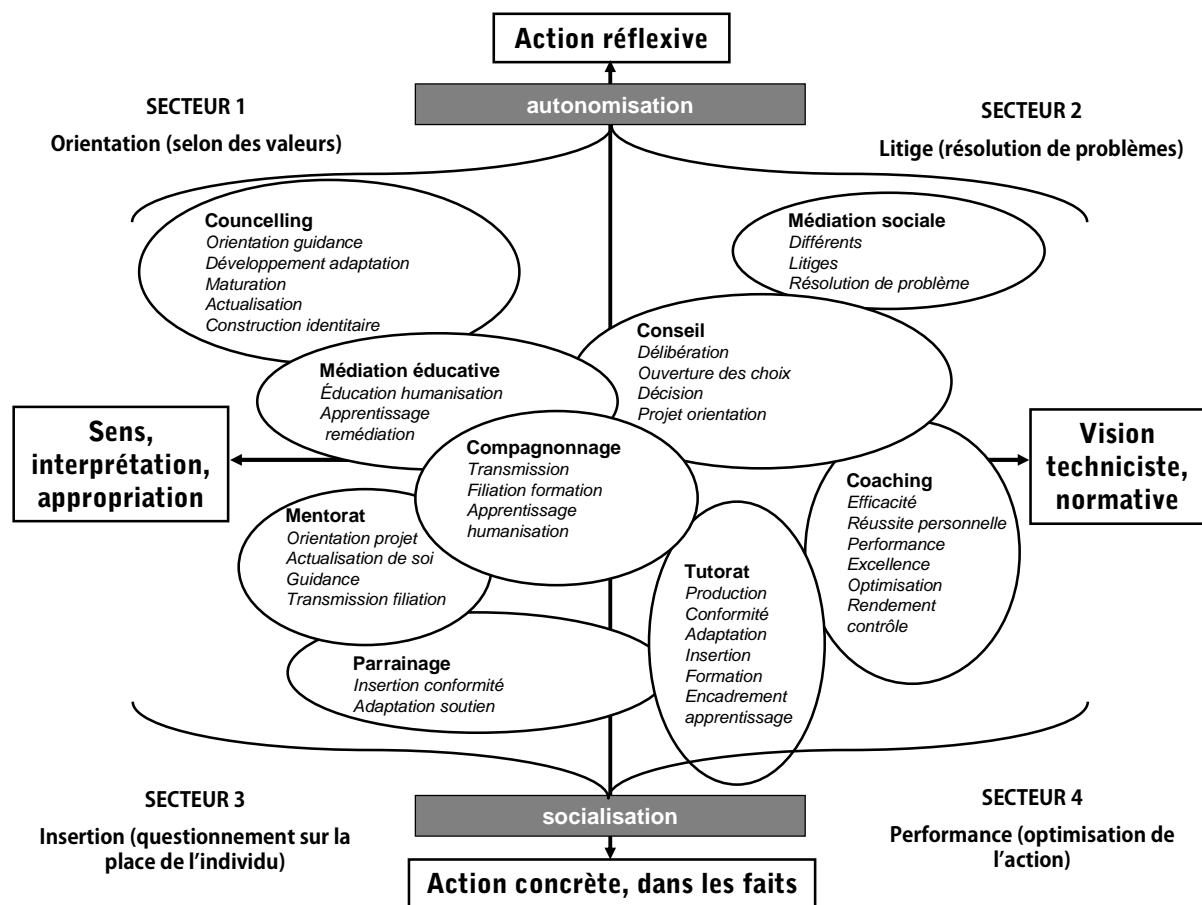 Action réflexive
autonomisation
SECTEUR 1
Orientation (selon des valeurs)
SECTEUR 2
Litige (résolution de problèmes)
Councelling
Orientation guidance
Développement adaptation
Maturation
Actualisation
Construction identitaire
Médiation sociale
Différents
Litiges
Résolution de problème
Conseil
Délibération
Ouverture des choix
Décision
Projet orientation
Médiation éducative
Éducation humanisation
Apprentissage
remédiation
Sens,
interprétation,
appropriation
Compagnonnage
Transmission
Filiation formation
Apprentissage
humanisation
Vision
techniciste,
normative
Coaching
Efficacité
Réussite personnelle
Performance
Excellence
Optimisation
Rendement
contrôle
Mentorat
Orientation projet
Actualisation de soi
Guidance
Transmission filiation
Tutorat
Production
Conformité
Adaptation
Insertion
Formation
Encadrement
apprentissage
Parrainage
Insertion conformité
Adaptation soutien
SECTEUR 3
Insertion (questionnement sur la
place de l'individu)
SECTEUR 4
Performance (optimisation de
l'action)
socialisation
Action concrète, dans les faits